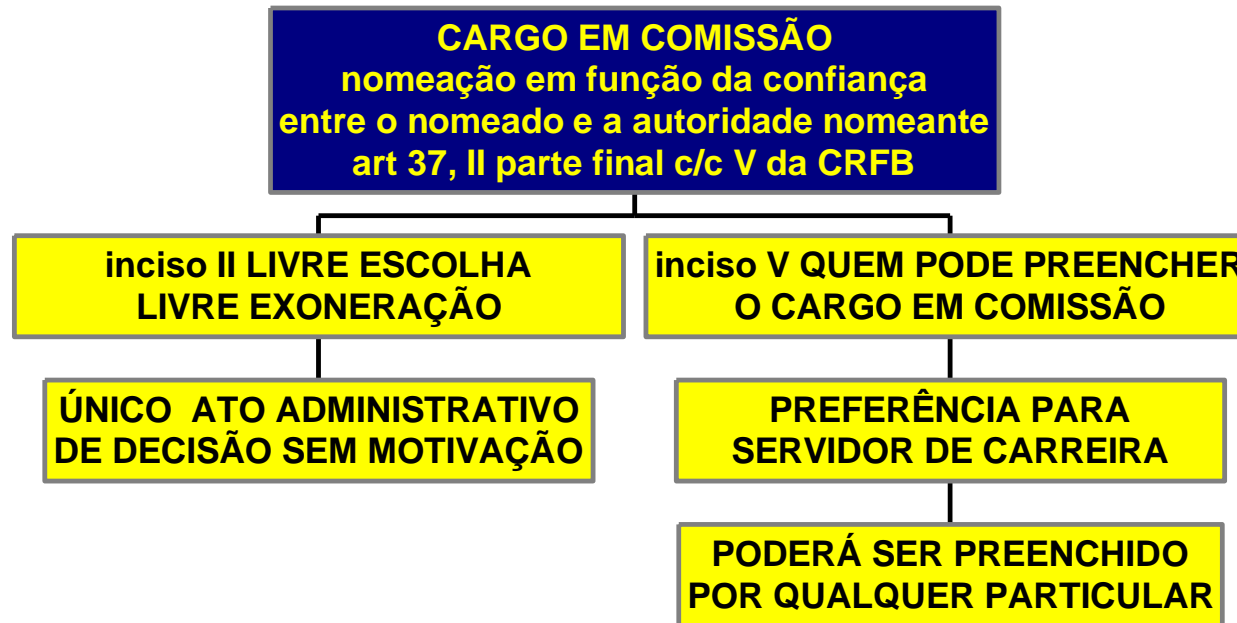 CARGO EM COMISSÃO
nomeação em função da confiança
entre o nomeado e a autoridade nomeante
art 37, II parte final c/c V da CRFB
inciso II LIVRE ESCOLHA
LIVRE EXONERAÇÃO
inciso V QUEM PODE PREENCHER
O CARGO EM COMISSÃO
ÚNICO ATO ADMINISTRATIVO
DE DECISÃO SEM MOTIVAÇÃO
PREFERÊNCIA PARA
SERVIDOR DE CARREIRA
PODERÁ SER PREENCHIDO
POR QUALQUER PARTICULAR